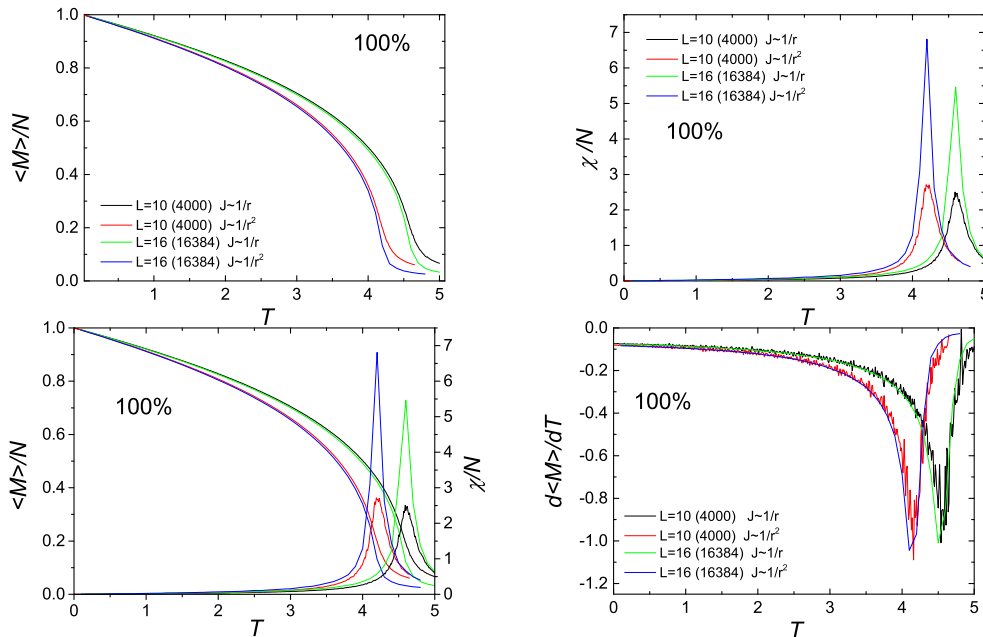 1.0
0.8
0.6
0.4
0.2
0.0
<M>/N
100%
L=10 (4000) J~1/r
L=10 (4000) J~1/r²
L=16 (16384) J~1/r
L=16 (16384) J~1/r²
1 2 3 4 5
T
7
6
5
4
3
2
1
0
χ/N
L=10 (4000) J~1/r
L=10 (4000) J~1/r²
L=16 (16384) J~1/r
L=16 (16384) J~1/r²
100%
0 1 2 3 4 5
T
1.0
0.8
0.6
0.4
0.2
0.0
<M>/N
100%
7
6
5
4
3
2
1
0
χ/N
0 1 2 3 4 5
T
0.0
-0.2
-0.4
-0.6
-0.8
-1.0
-1.2
d<M>/dT
100%
L=10 (4000) J~1/r
L=10 (4000) J~1/r²
L=16 (16384) J~1/r
L=16 (16384) J~1/r²
0 1 2 3 4 5
T